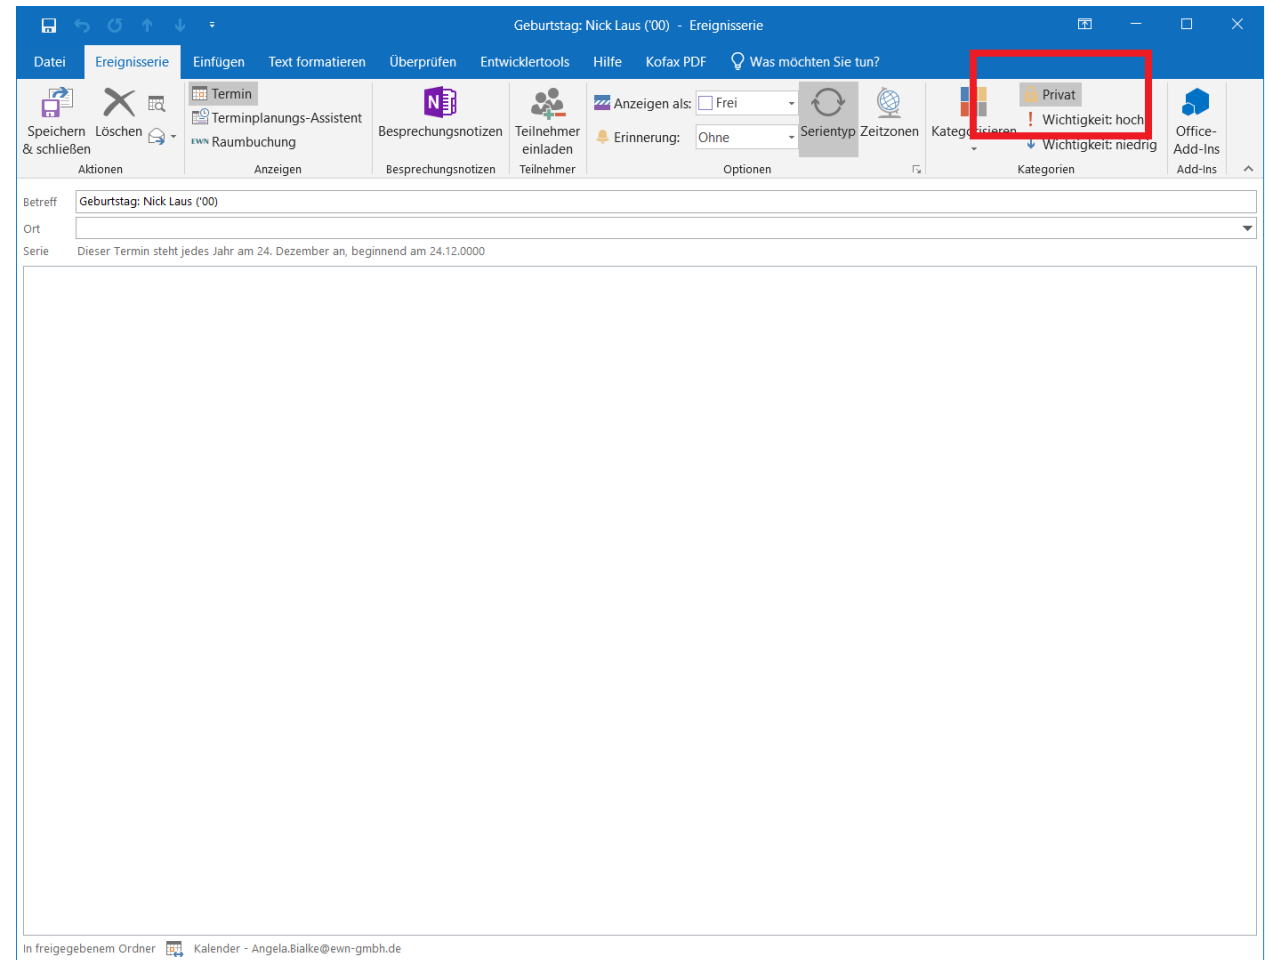 Geburtstag: Nick Laus ('00) - Ereignisserie
Datei Ereignisserie Einfügen Text formatieren Überprüfen Entwicklertools Hilfe Kofax PDF Was möchten Sie tun?
Speichern & schließen
Löschen
Aktionen
Termin
Terminplanungs-Assistent
EWN Raumbuchung
Anzeigen
Besprechungsnotizen
Besprechungsnotizen
Teilnehmer einladen
Teilnehmer
Anzeigen als: Frei
Erinnerung: Ohne
Serientyp
Zeitzonen
Optionen
Kategorisieren
Privat
Wichtigkeit: hoch
Wichtigkeit: niedrig
Kategorien
Office-Add-Ins
Add-Ins
Betreff Geburtstag: Nick Laus ('00)
Ort
Serie Dieser Termin steht jedes Jahr am 24. Dezember an, beginnend am 24.12.0000
In freigegebenem Ordner Kalender - Angela.Bialke@ewn-gmbh.de